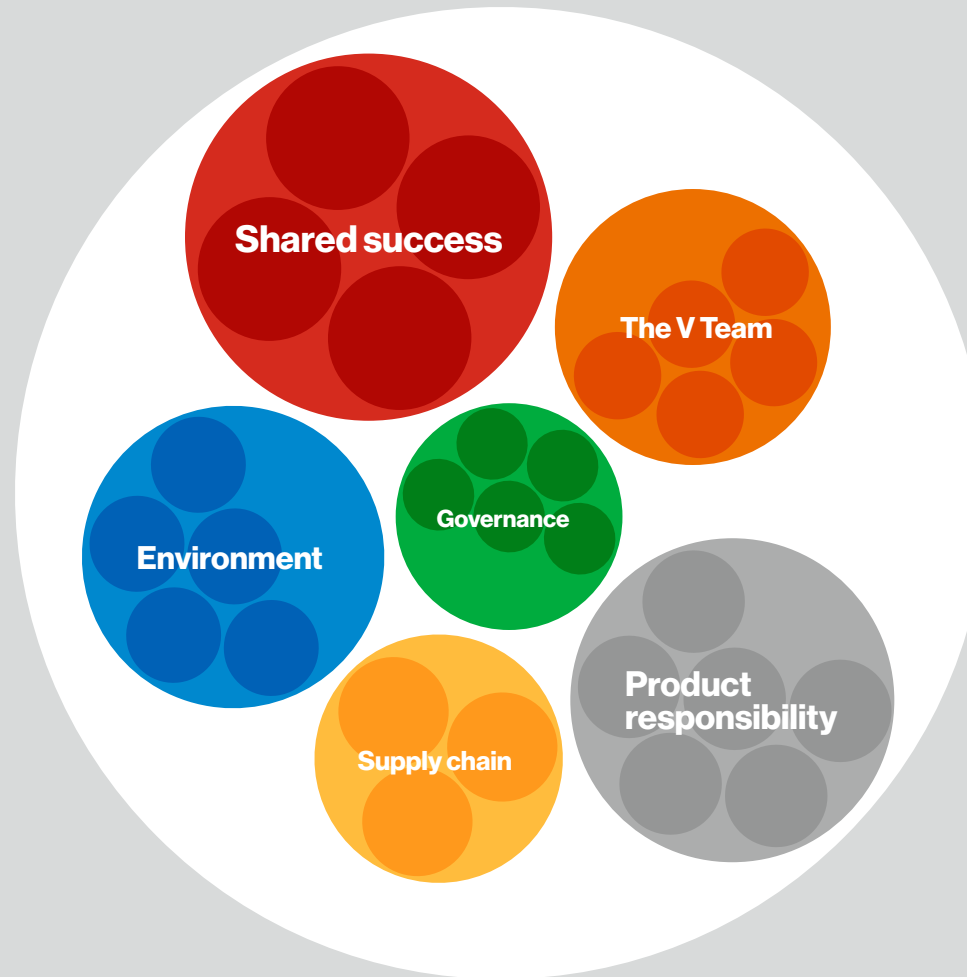 Shared success
The V Team
Governance
Environment
Product
responsibility
Supply chain